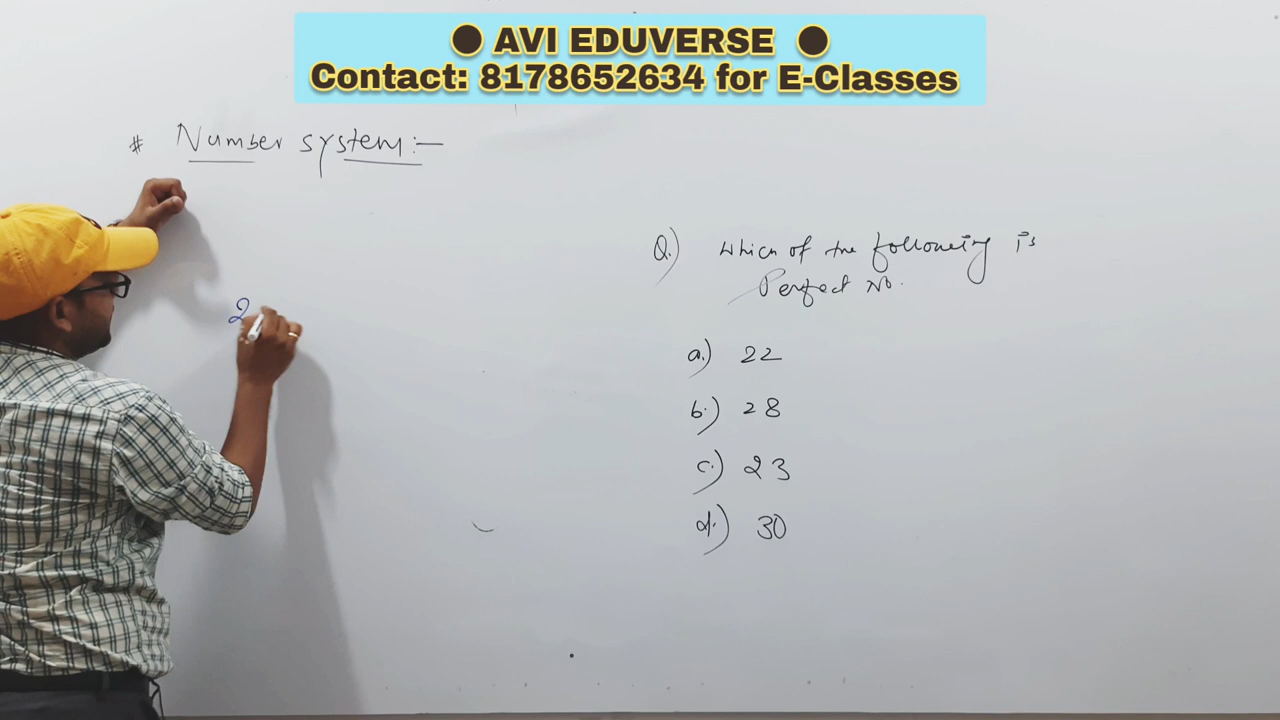 ● AVI EDUVERSE ●
Contact: 8178652634 for E-Classes
# Number system:-
Q.) Which of the following is
Perfect No.
2
a.) 22
b.) 28
c.) 23
d.) 30